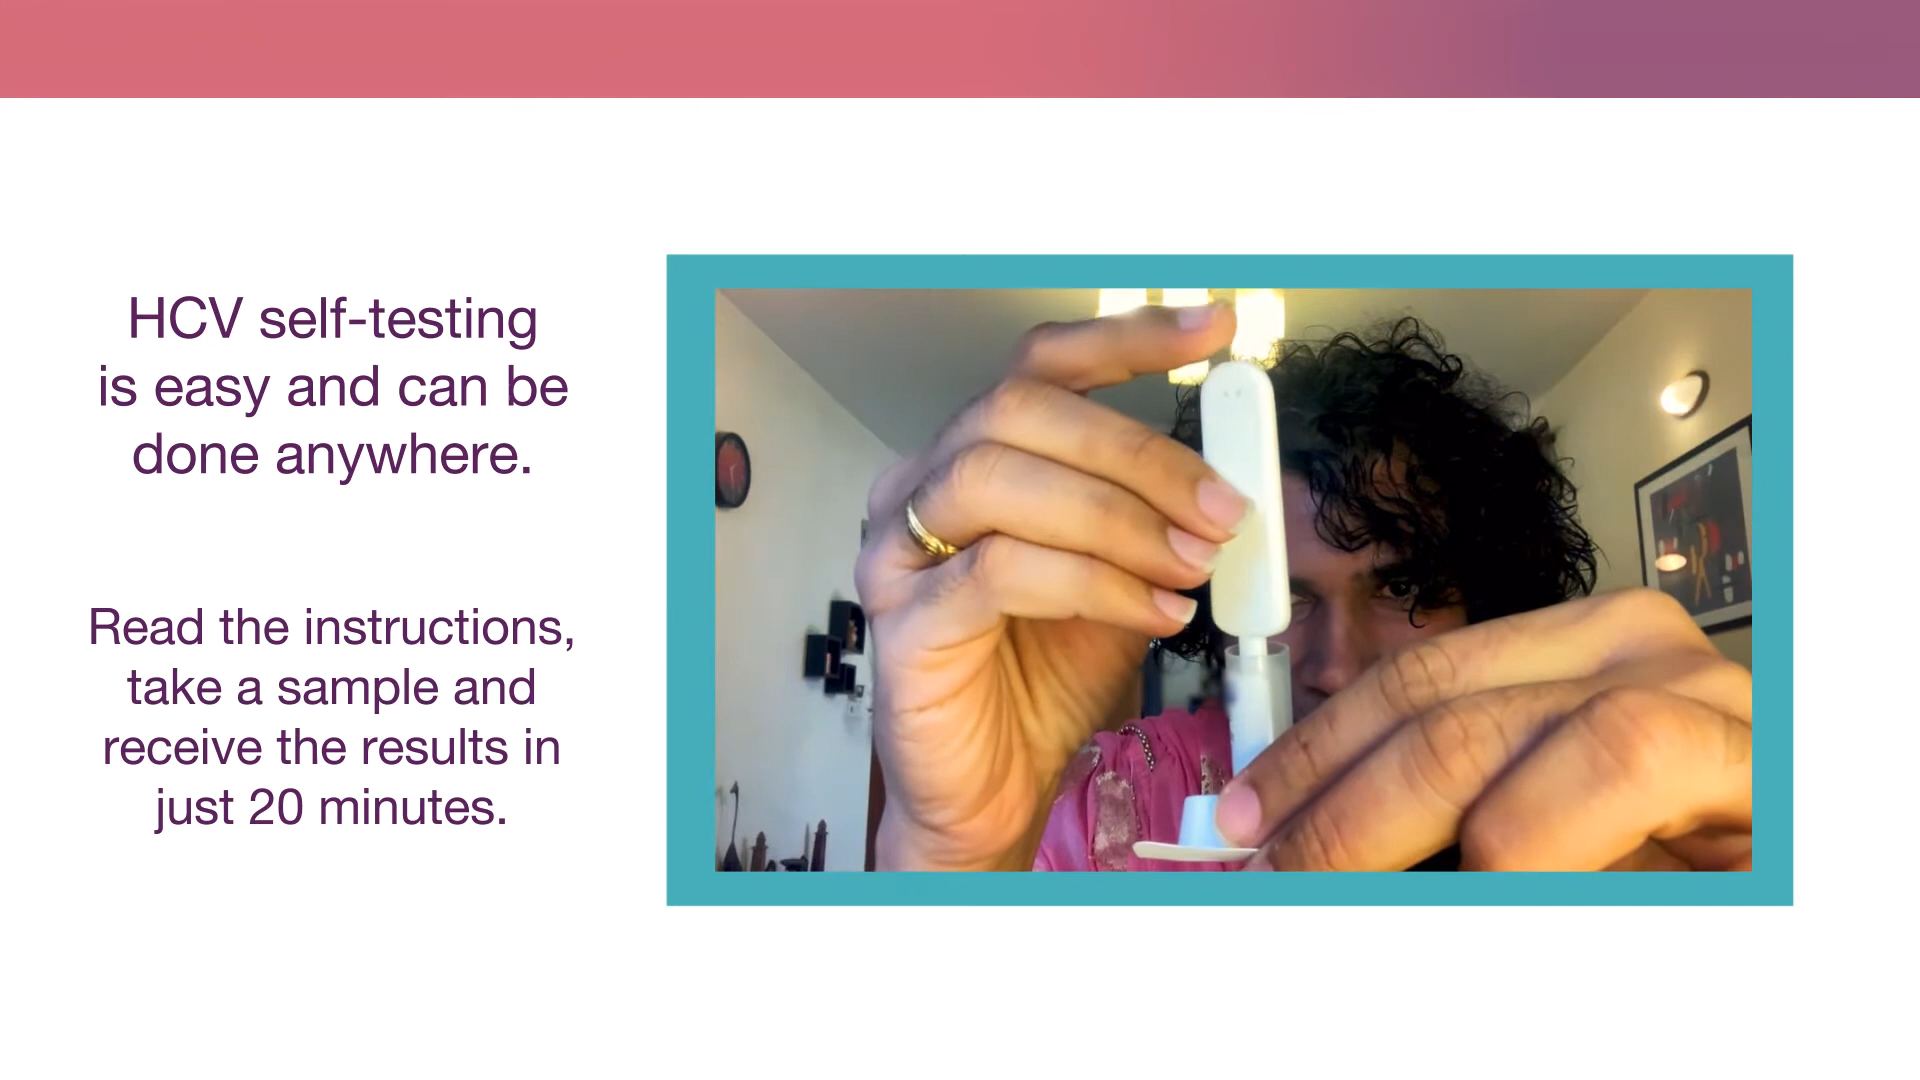 HCV self-testing
is easy and can be
done anywhere.
Read the instructions,
take a sample and
receive the results in
just 20 minutes.